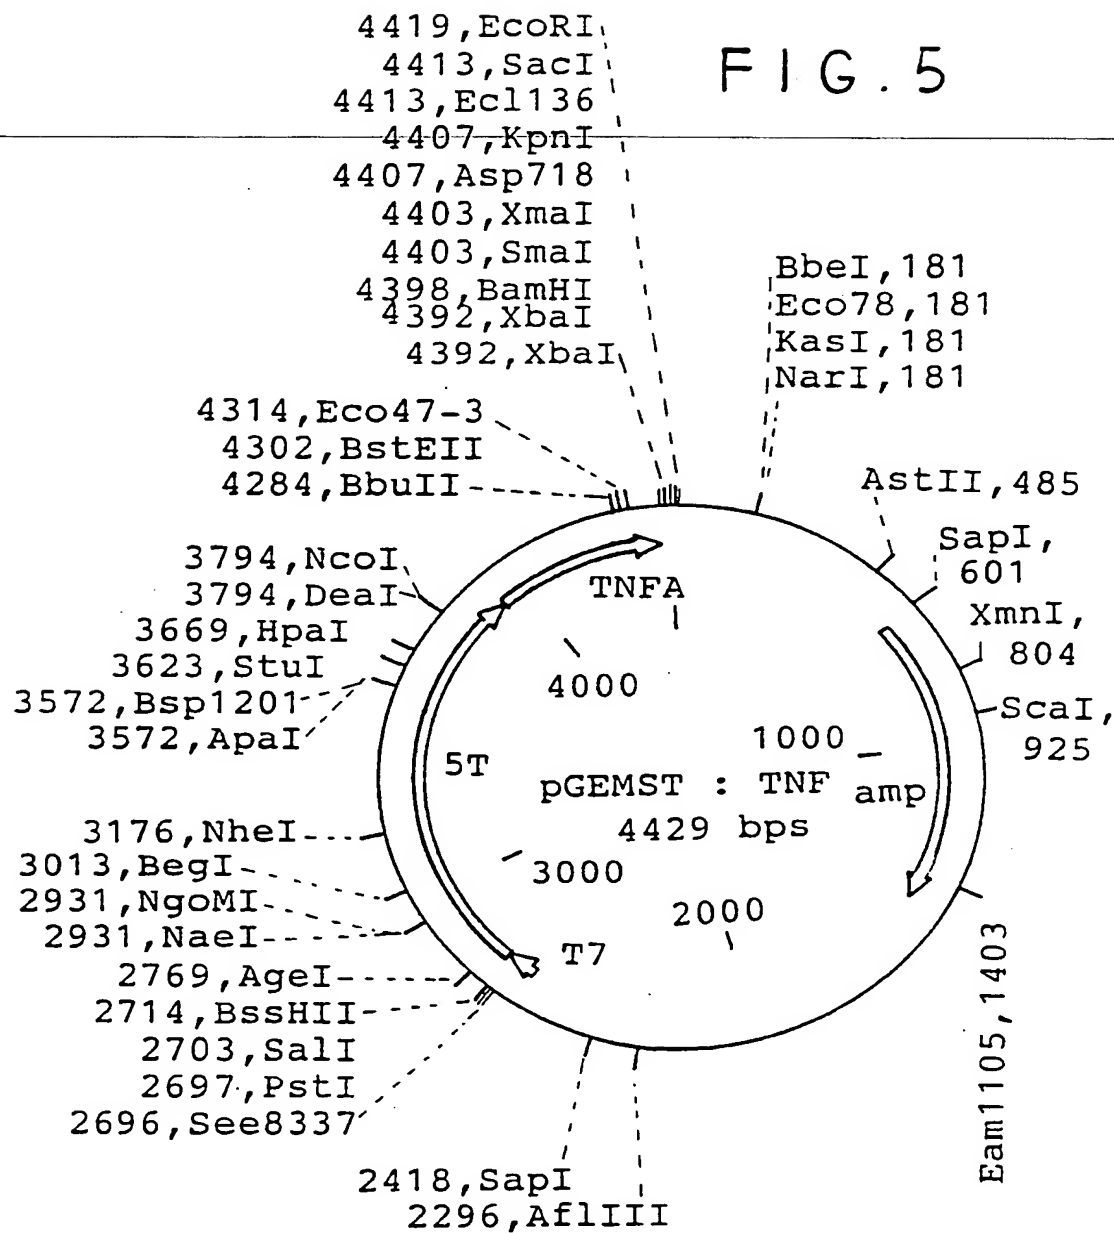 FIG.5
4419,EcoRI
4413,SacI
4413,Ecl136
4407,KpnI
4407,Asp718
4403,XmaI
4403,SmaI
4398,BamHI
4392,XbaI
4392,XbaI
4314,Eco47-3
4302,BstEII
4284,BbuII
3794,NcoI
3794,DeaI
3669,HpaI
3623,StuI
3572,Bsp1201
3572,ApaI
3176,NheI
3013,BegI
2931,NgoMI
2931,NaeI
2769,AgeI
2714,BssHII
2703,SalI
2697,PstI
2696,See8337
2418,SapI
2296,AflIII
BbeI,181
Eco78,181
KasI,181
NarI,181
AstII,485
SapI,
601
XmnI,
804
ScaI,
925
Eam1105,1403
TNFA
4000
5T
1000
pGEMST : TNF
amp
4429 bps
3000
2000
T7